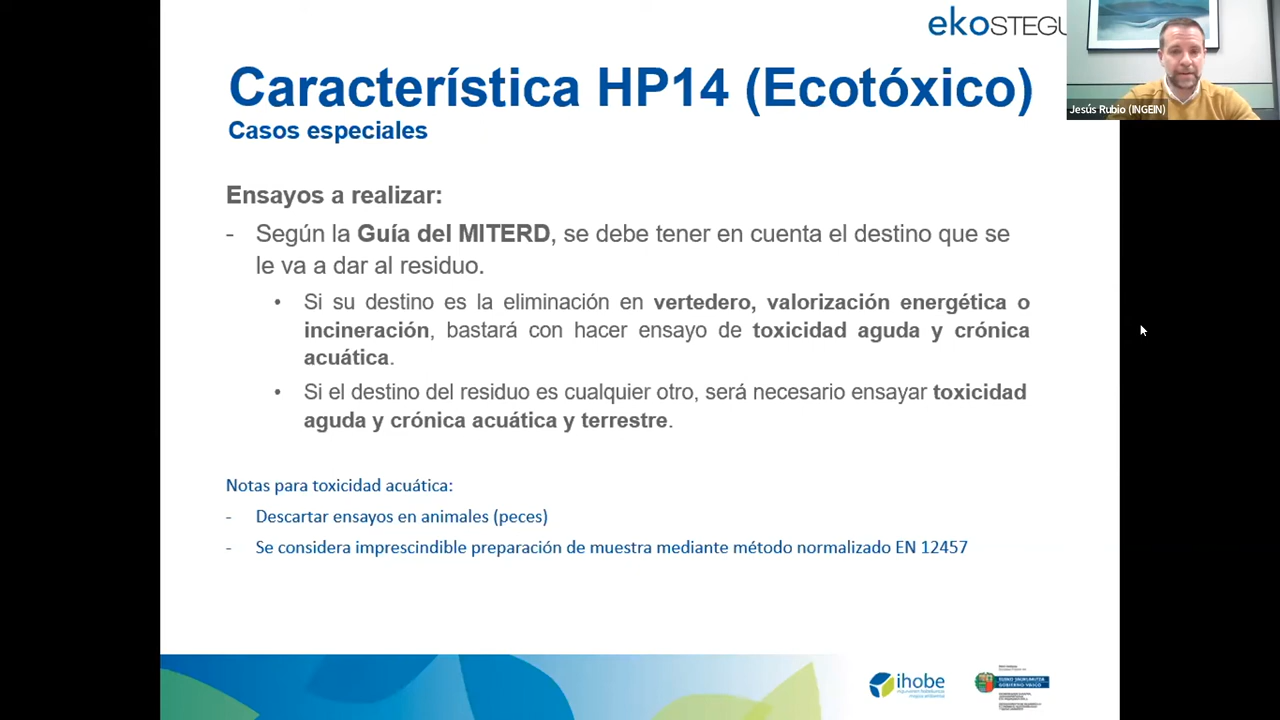 ekOSTEGU
Característica HP14 (Ecotóxico)
Casos especiales
Jesús Rubio (INGEIN)
Ensayos a realizar:
- Según la Guía del MITERD, se debe tener en cuenta el destino que se
le va a dar al residuo.
• Si su destino es la eliminación en vertedero, valorización energética o
incineración, bastará con hacer ensayo de toxicidad aguda y crónica
acuática.
• Si el destino del residuo es cualquier otro, será necesario ensayar toxicidad
aguda y crónica acuática y terrestre.
Notas para toxicidad acuática:
- Descartar ensayos en animales (peces)
- Se considera imprescindible preparación de muestra mediante método normalizado EN 12457
ihobe
EUSKO JAURLARITZA
GOBIERNO VASCO